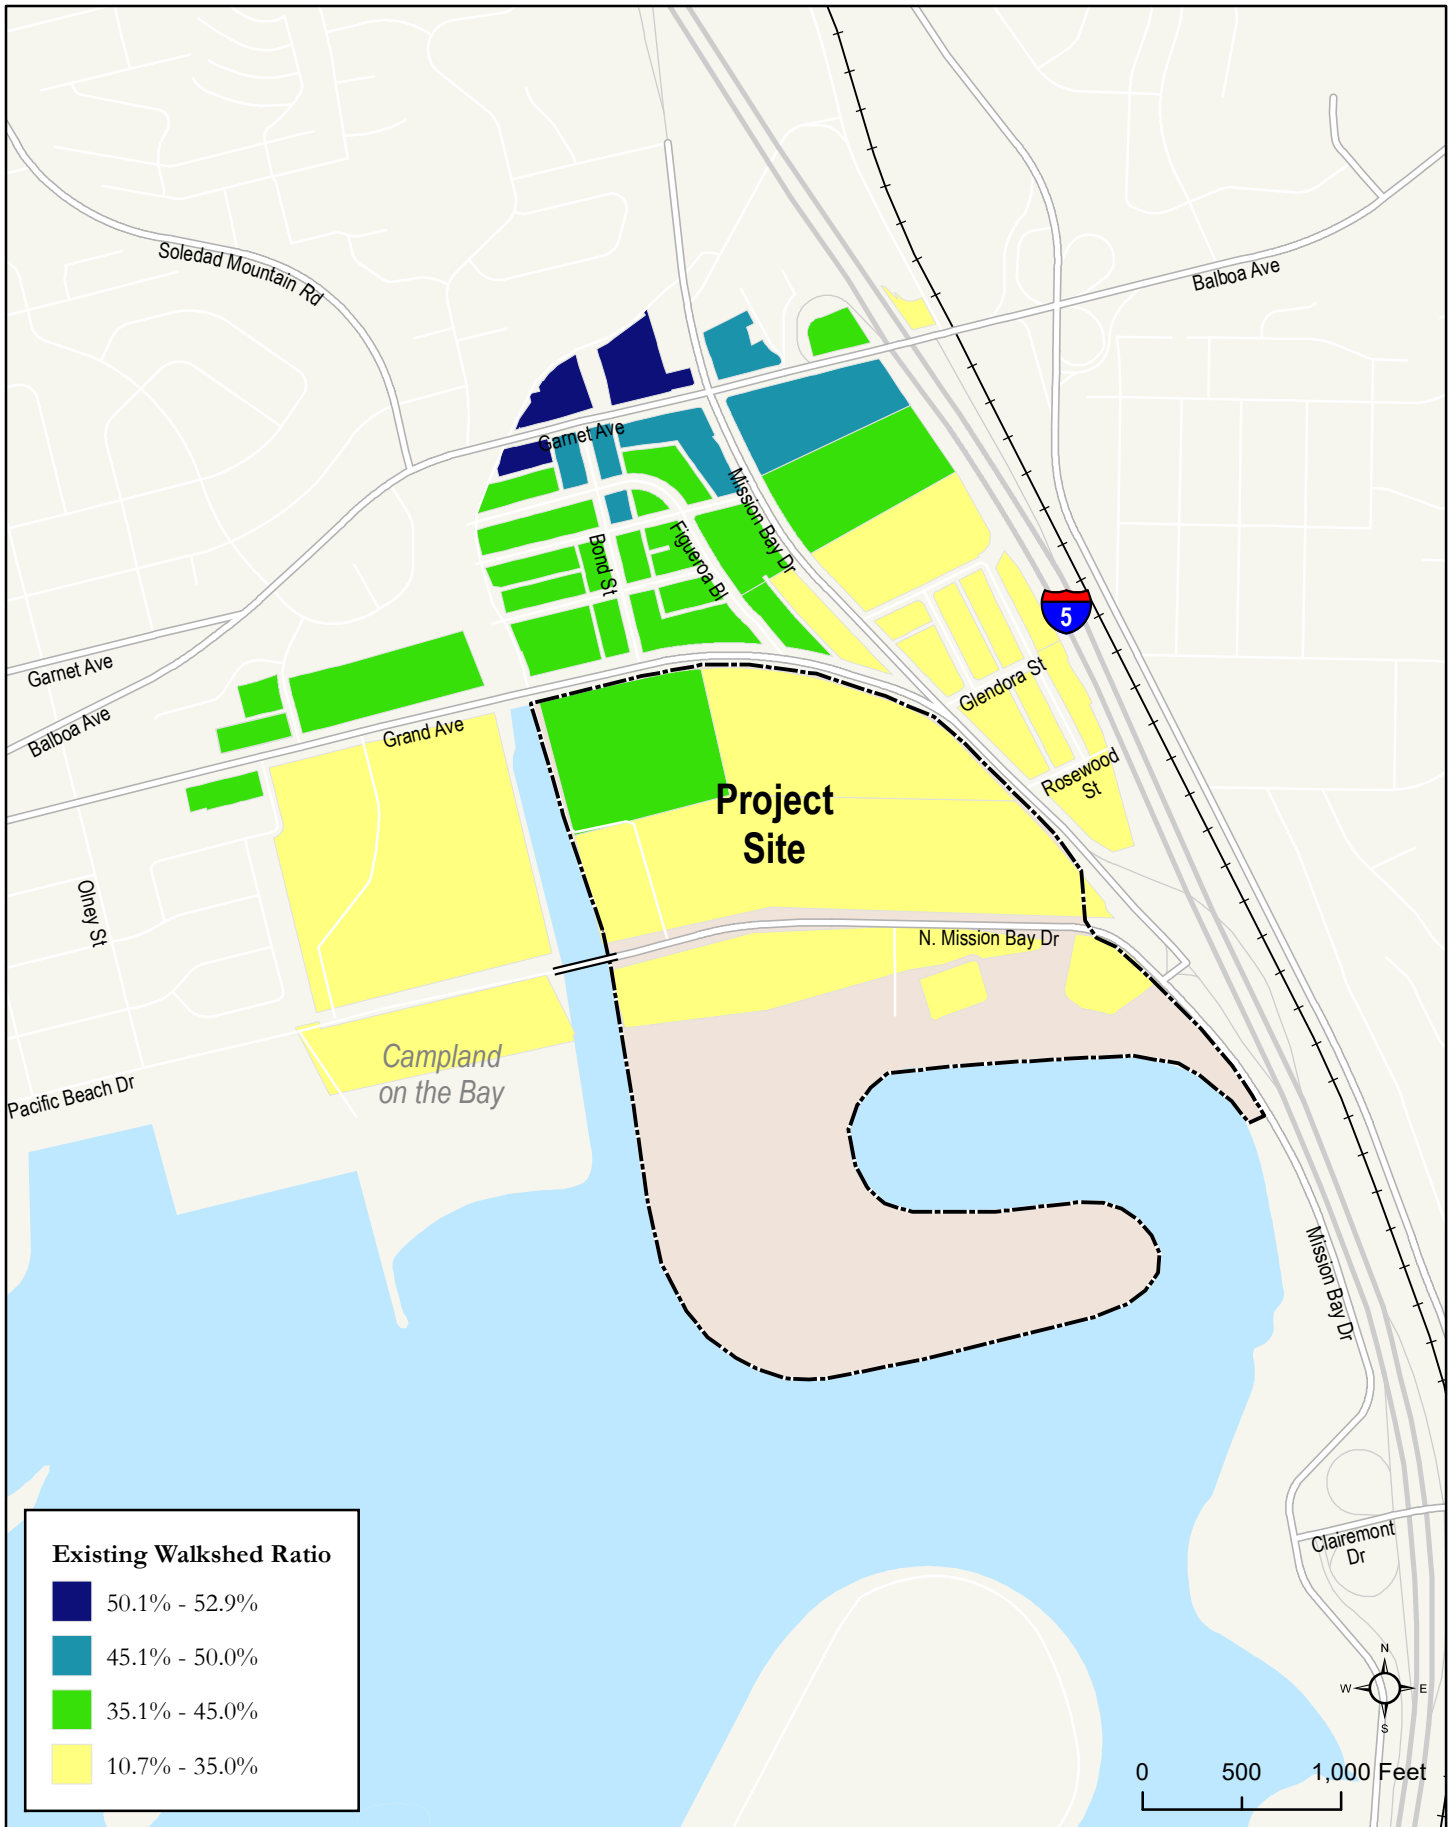 Soledad Mountain Rd
Balboa Ave
Garnet Ave
Mission Bay Dr
Figueroa Bl
Bond St
5
Garnet Ave
Balboa Ave
Grand Ave
Glendora St
Rosewood
St
Project
Site
Olney St
N. Mission Bay Dr
Campland
on the Bay
Pacific Beach Dr
Mission Bay Dr
Clairemont
Dr
Existing Walkshed Ratio
50.1% - 52.9%
45.1% - 50.0%
35.1% - 45.0%
10.7% - 35.0%
N
W E
S
0 500 1,000 Feet